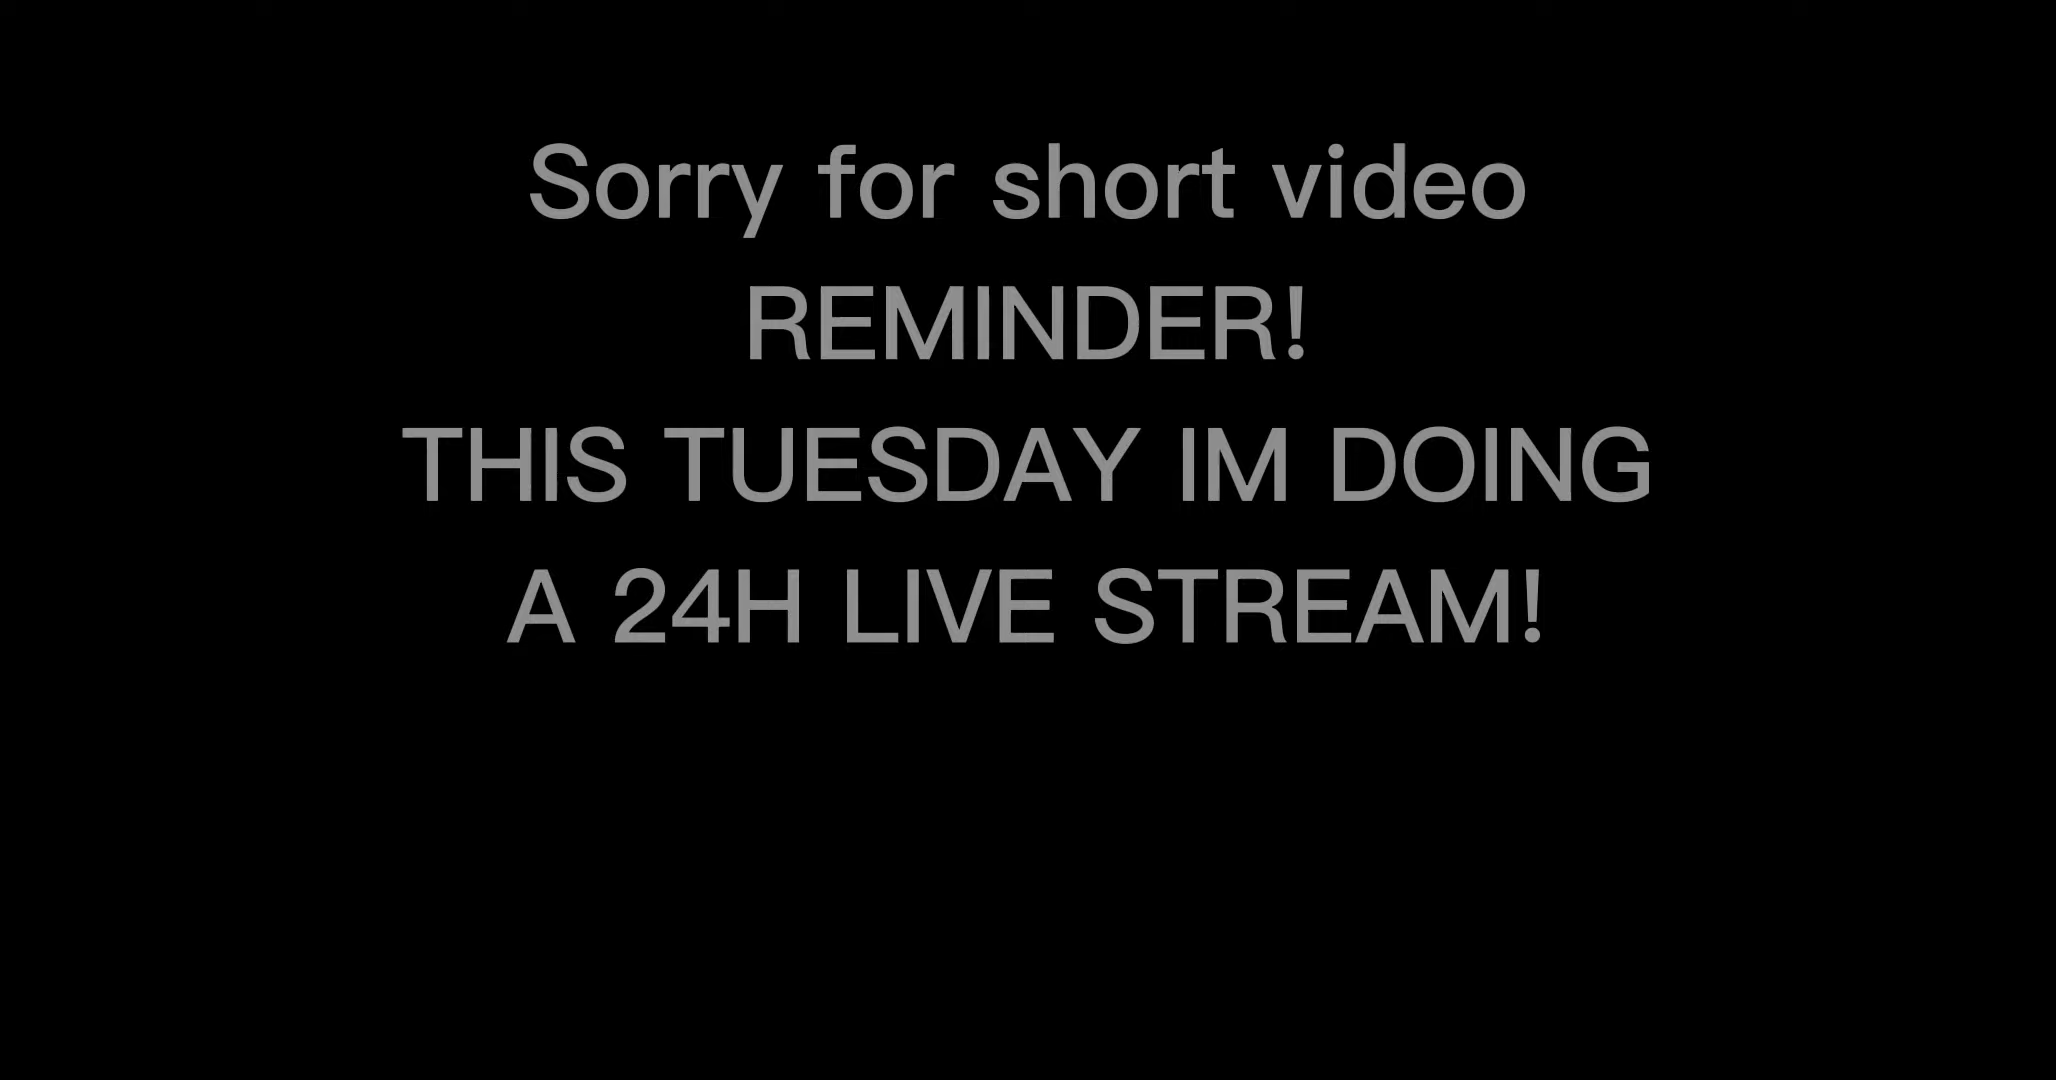 Sorry for short video
REMINDER!
THIS TUESDAY IM DOING
A 24H LIVE STREAM!